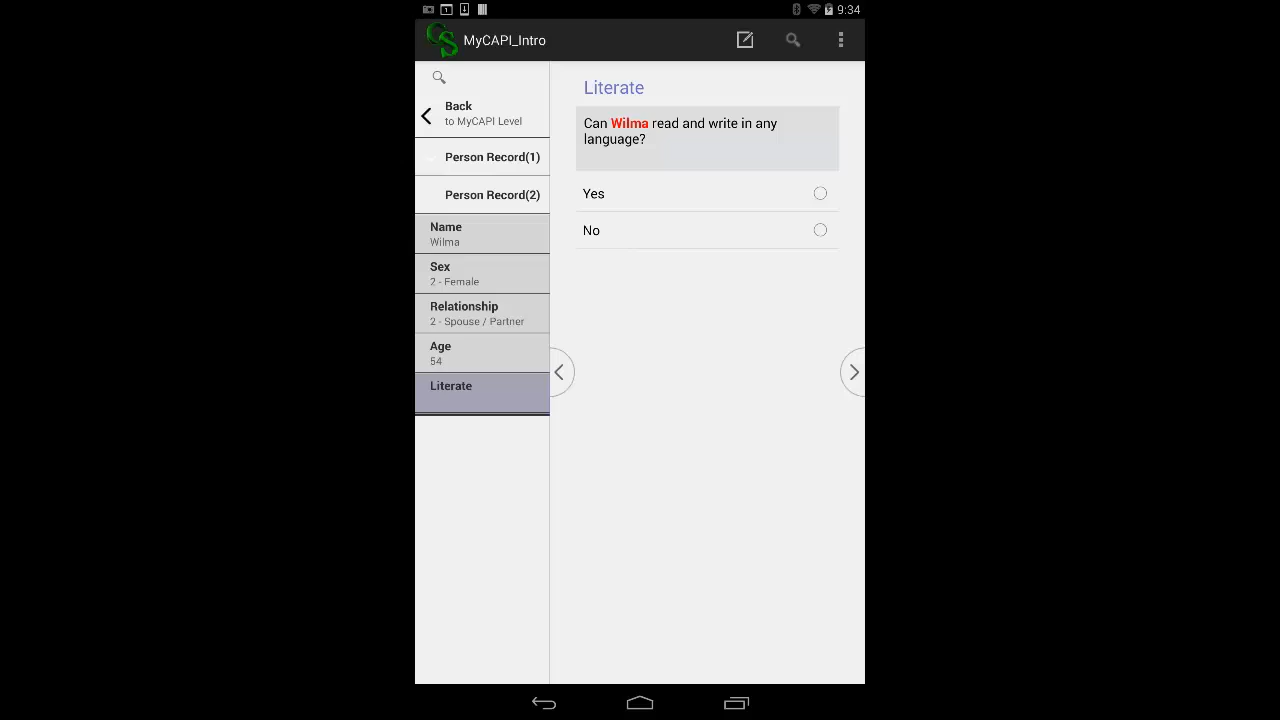 9:34
CS MyCAPI_Intro
Back
to MyCAPI Level
Person Record(1)
Person Record(2)
Name
Wilma
Sex
2 - Female
Relationship
2 - Spouse / Partner
Age
54
Literate
Literate
Can Wilma read and write in any
language?
Yes
No